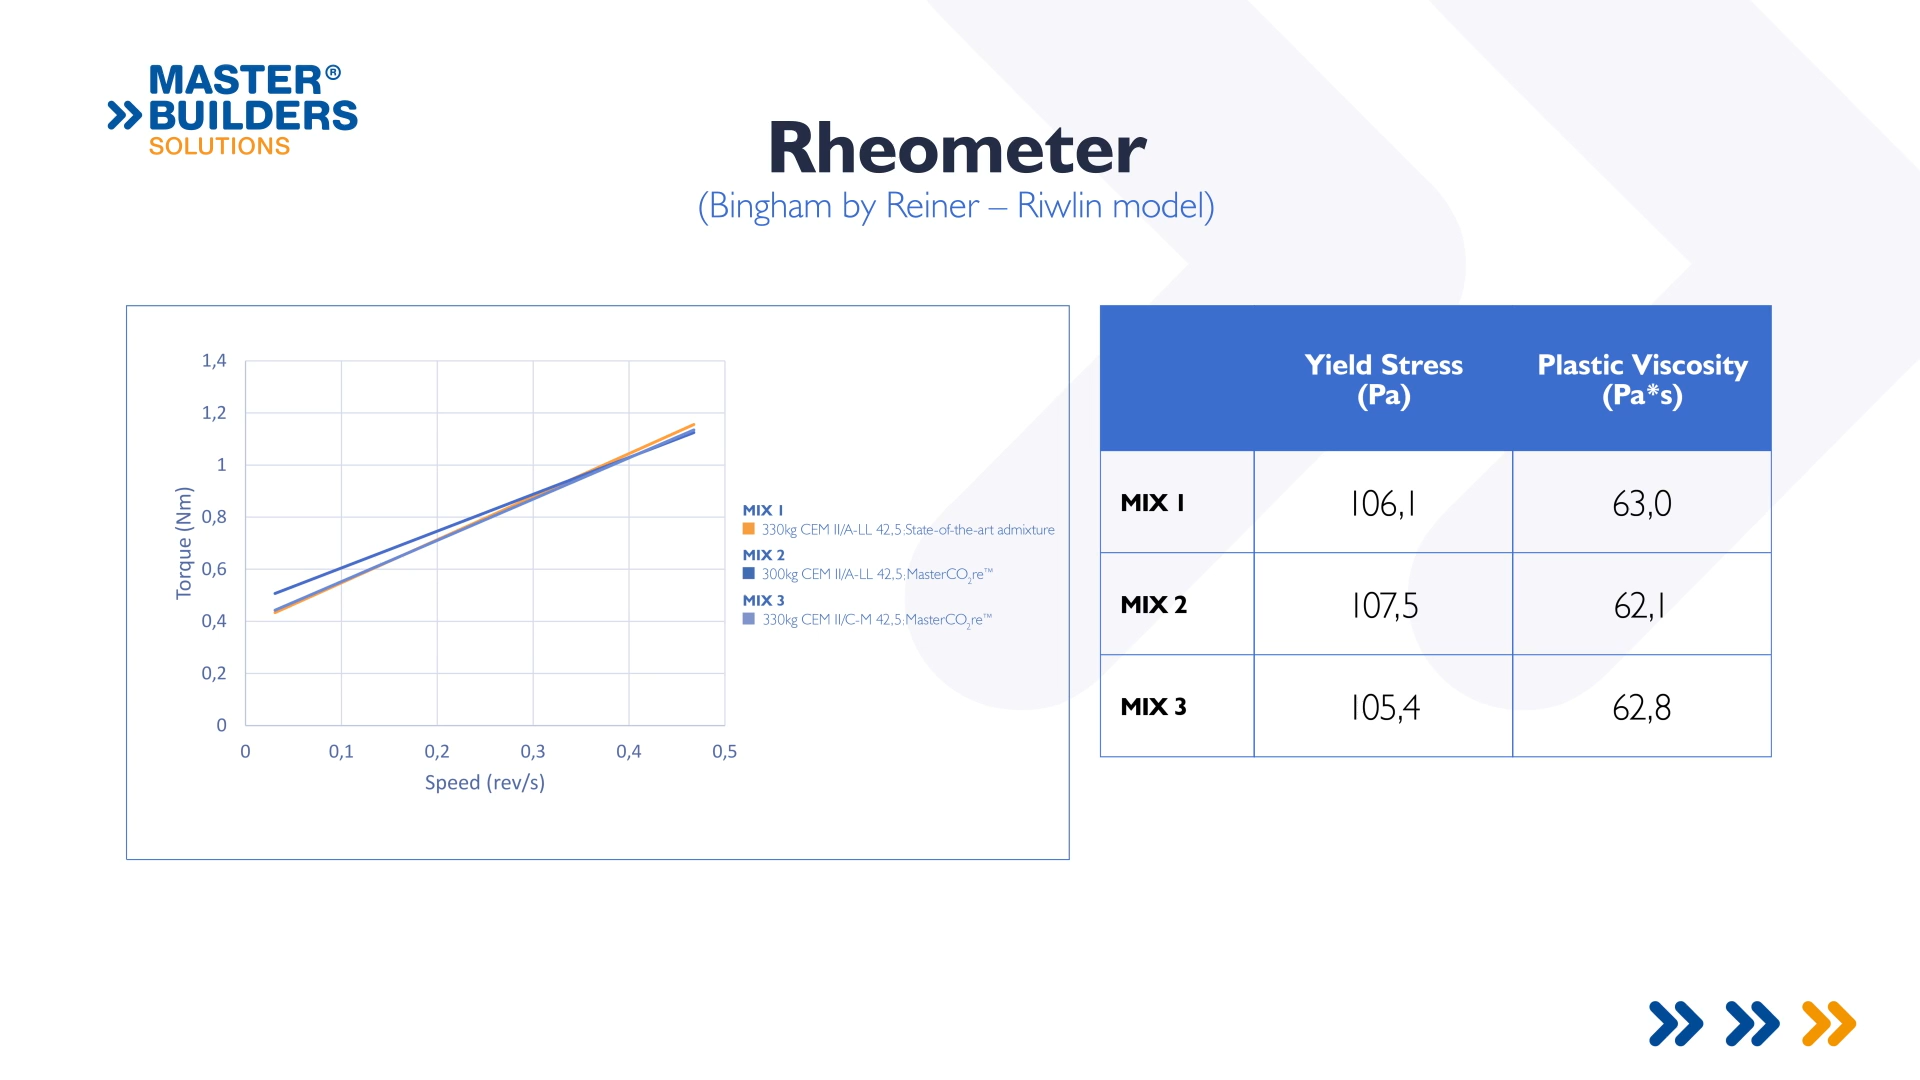 MASTER®
BUILDERS
SOLUTIONS
Rheometer
(Bingham by Reiner – Riwlin model)
1,4
1,2
1
0,8
0,6
0,4
0,2
0
Torque (Nm)
0 0,1 0,2 0,3 0,4 0,5
Speed (rev/s)
MIX 1
330kg CEM II/A-LL 42,5:State-of-the-art admixture
MIX 2
300kg CEM II/A-LL 42,5:MasterCO₂re™
MIX 3
330kg CEM II/C-M 42,5:MasterCO₂re™
Yield Stress Plastic Viscosity
(Pa) (Pa*s)
MIX 1 106,1 63,0
MIX 2 107,5 62,1
MIX 3 105,4 62,8